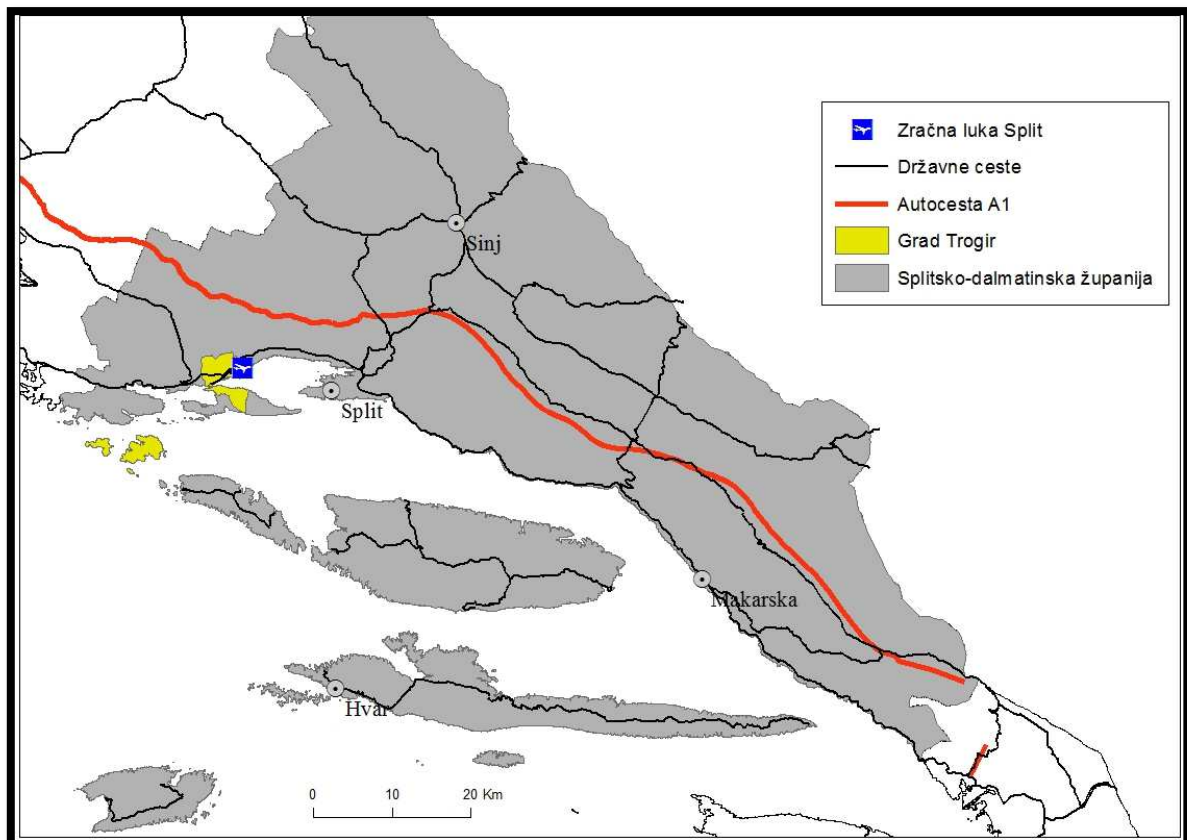 Zračna luka Split
Državne ceste
Autocesta A1
Grad Trogir
Splitsko-dalmatinska županija
Sinj
Split
Makarska
Hvar
0 10 20 Km